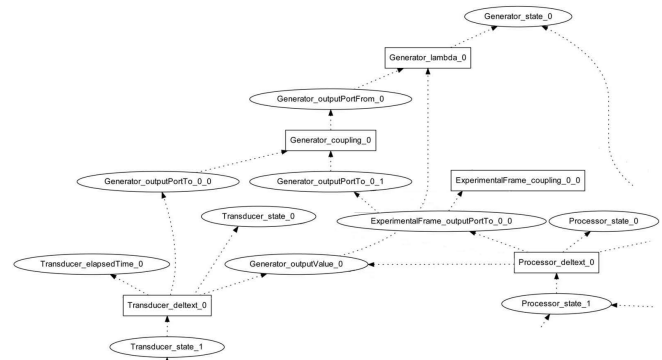 Generator_state_0
Generator_lambda_0
Generator_outputPortFrom_0
Generator_coupling_0
Generator_outputPortTo_0_0
Generator_outputPortTo_0_1
ExperimentalFrame_coupling_0_0
Transducer_state_0
ExperimentalFrame_outputPortTo_0_0
Processor_state_0
Transducer_elapsedTime_0
Generator_outputValue_0
Processor_deltext_0
Transducer_deltext_0
Processor_state_1
Transducer_state_1